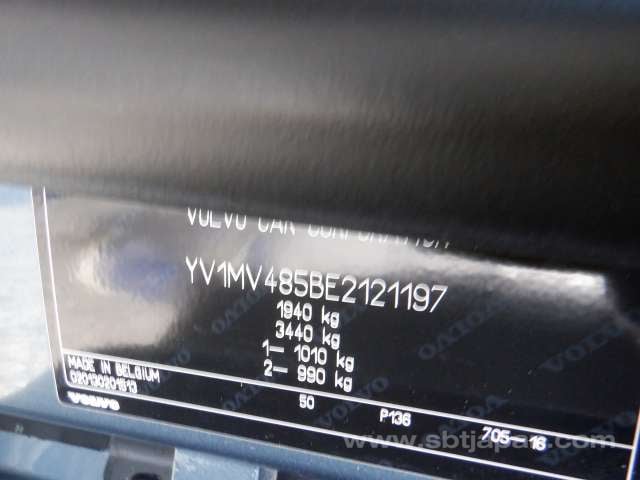 VOLVO CAR CORPORATION
YV1MV485BE2121197
1940 kg
3440 kg
1- 1010 kg
2- 990 kg
MADE IN BELGIUM
020130201613
50 P136 705-16
VOLVO
www.sbtjapan.com